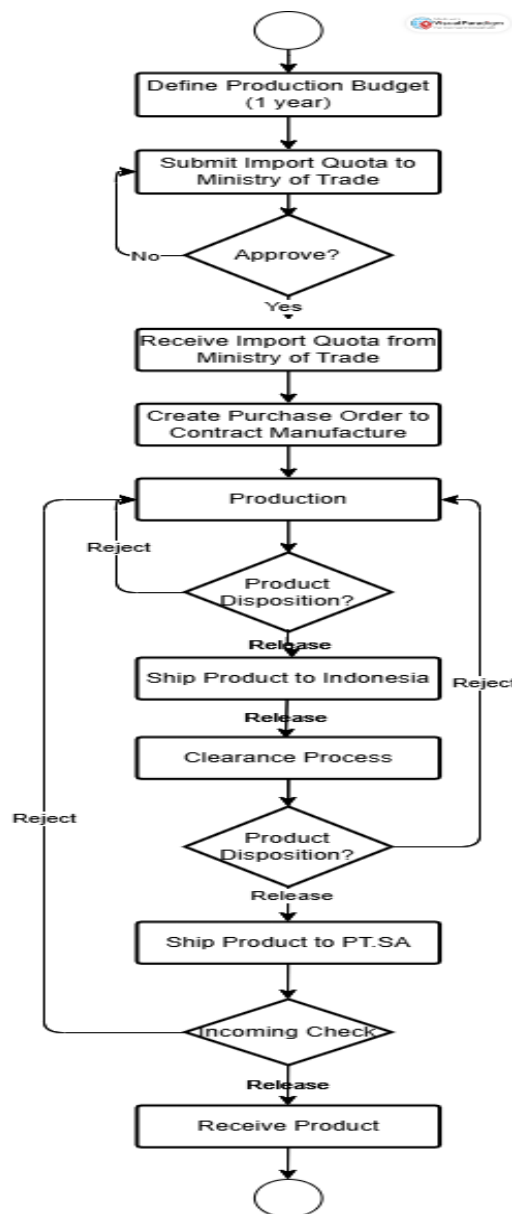 Visual Paradigm
Define Production Budget
(1 year)
Submit Import Quota to
Ministry of Trade
No
Approve?
Yes
Receive Import Quota from
Ministry of Trade
Create Purchase Order to
Contract Manufacture
Production
Reject
Product
Disposition?
Release
Ship Product to Indonesia
Reject
Release
Clearance Process
Reject
Product
Disposition?
Release
Ship Product to PT.SA
Incoming Check
Release
Receive Product